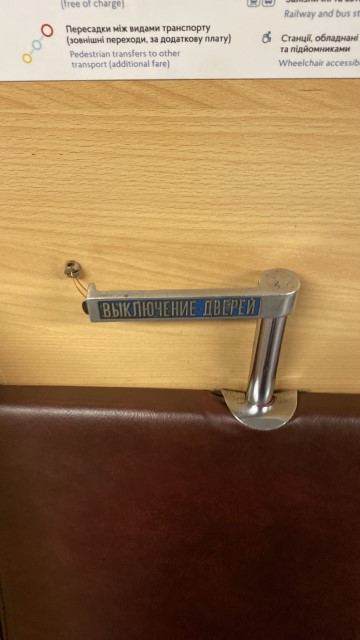 (free of charge)
Пересадки між видами транспорту
(зовнішні переходи, за додаткову плату)
Pedestrian transfers to other
transport (additional fare)
Railway and bus st
Станції, обладнані
та підйомниками
Wheelchair accessib
ВЫКЛЮЧЕНИЕ ДВЕРЕЙ